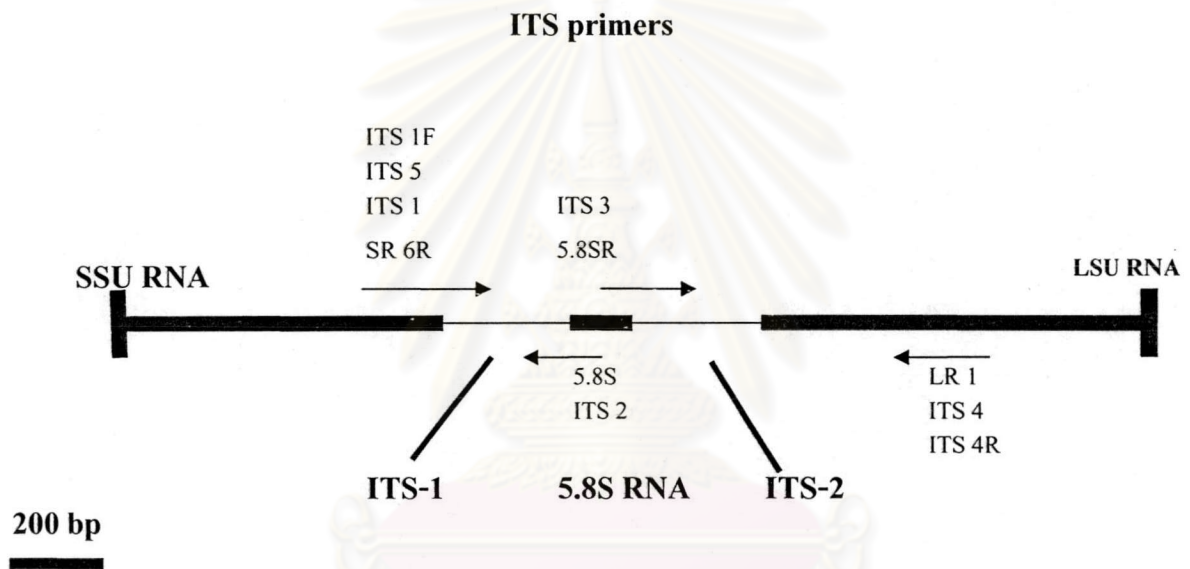 ITS primers
ITS 1F
ITS 5
ITS 1
SR 6R
ITS 3
5.8SR
SSU RNA
LSU RNA
5.8S
ITS 2
LR 1
ITS 4
ITS 4R
ITS-1
5.8S RNA
ITS-2
200 bp